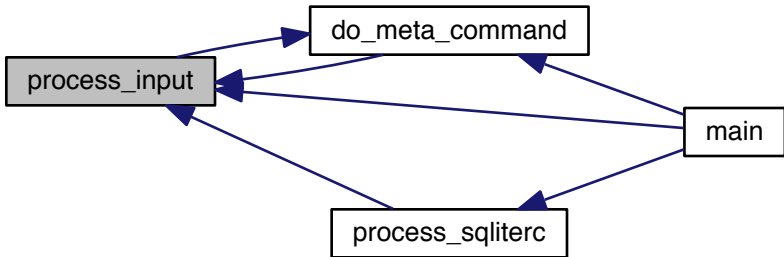 do_meta_command
process_input
main
process_sqliterc